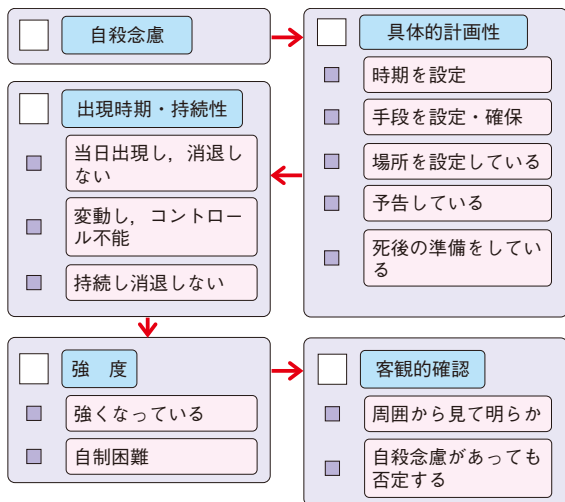 自殺念慮
具体的計画性
時期を設定
手段を設定・確保
場所を設定している
予告している
死後の準備をしてい
る
出現時期・持続性
当日出現し，消退し
ない
変動し，コントロー
ル不能
持続し消退しない
強　度
強くなっている
自制困難
客観的確認
周囲から見て明らか
自殺念慮があっても
否定する